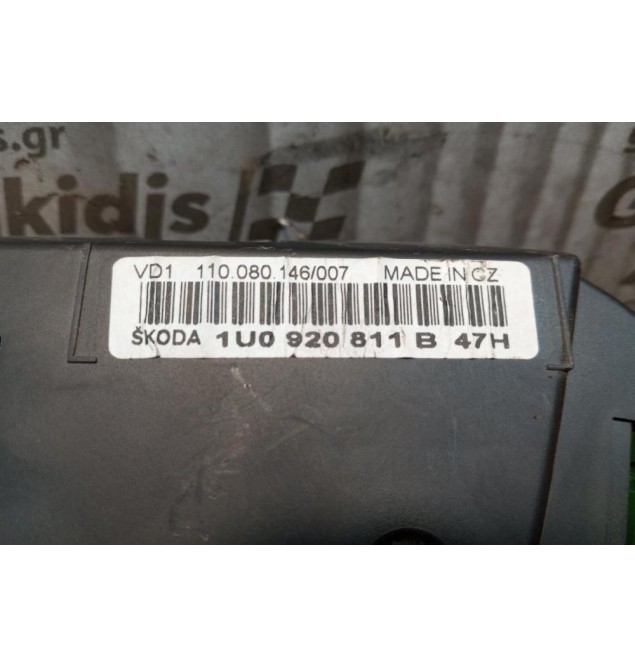 s.gr
kidis
VD1 110.080.146/007 MADE IN CZ
ŠKODA 1U0 920 811 B 47H